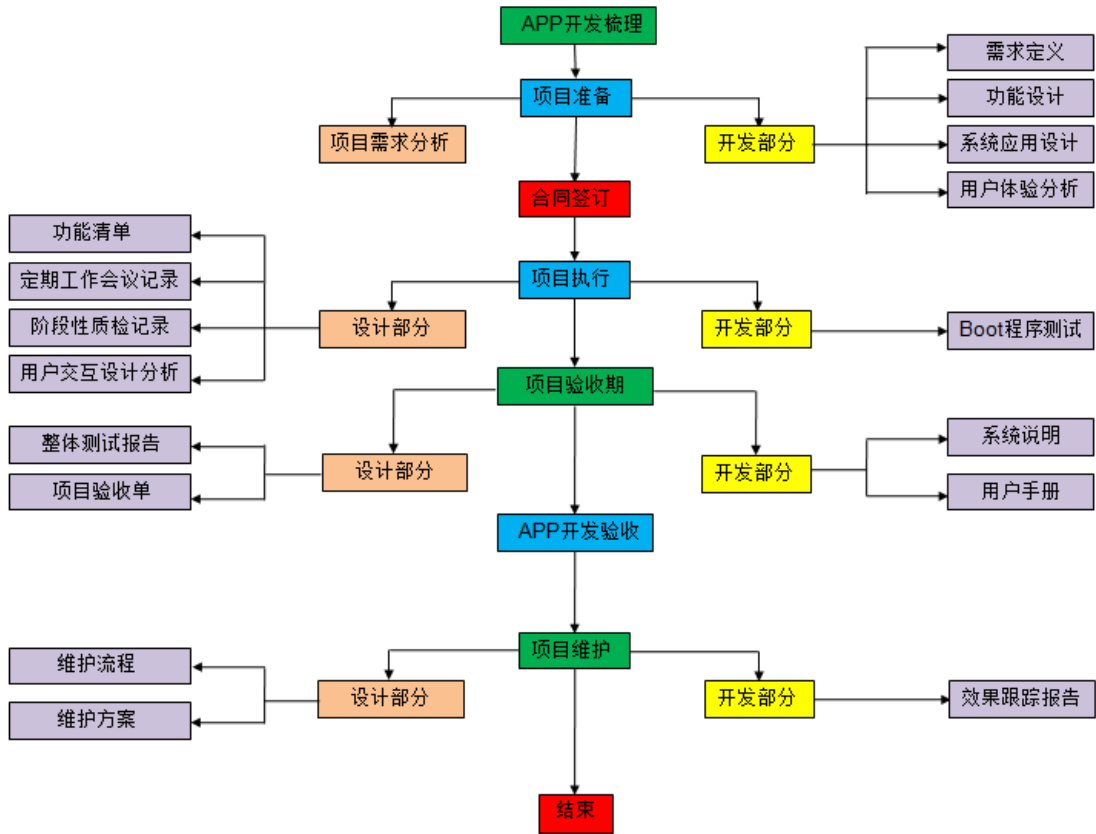 APP开发梳理
需求定义
项目准备
功能设计
项目需求分析
开发部分
系统应用设计
用户体验分析
合同签订
功能清单
定期工作会议记录
项目执行
阶段性质检记录
设计部分
开发部分
Boot程序测试
用户交互设计分析
项目验收期
整体测试报告
系统说明
设计部分
开发部分
项目验收单
用户手册
APP开发验收
项目维护
维护流程
设计部分
开发部分
效果跟踪报告
维护方案
结束